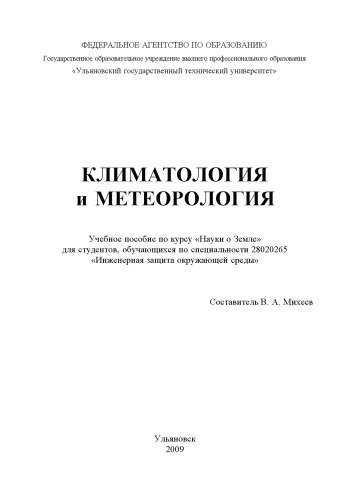 ФЕДЕРАЛЬНОЕ АГЕНТСТВО ПО ОБРАЗОВАНИЮ
Государственное образовательное учреждение высшего профессионального образования
«Ульяновский государственный технический университет»
КЛИМАТОЛОГИЯ
и МЕТЕОРОЛОГИЯ
Учебное пособие по курсу «Науки о Земле»
для студентов, обучающихся по специальности 28020265
«Инженерная защита окружающей среды»
Составитель В. А. Михеев
Ульяновск
2009